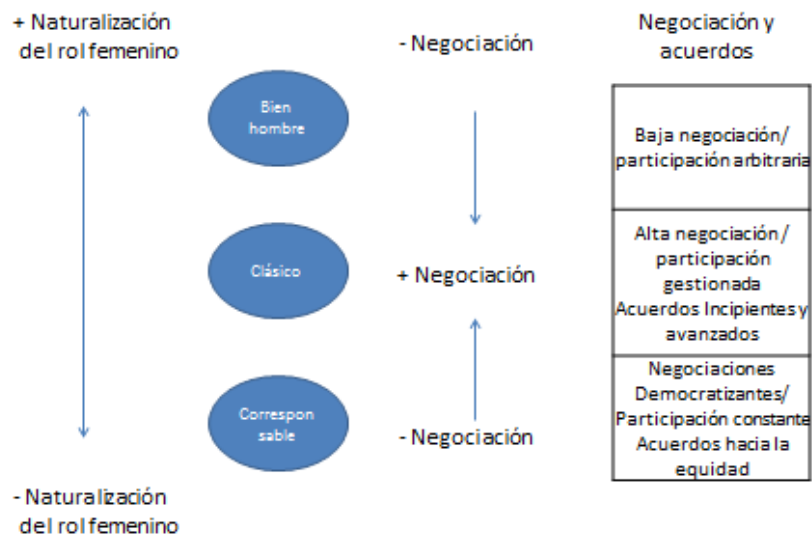 + Naturalización
del rol femenino
- Negociación
Negociación y
acuerdos
Bien
hombre
Baja negociación/
participación arbitraria
Clásico
+ Negociación
Alta negociación/
participación
gestionada
Acuerdos Incipientes y
avanzados
Correspon
sable
- Negociación
Negociaciones
Democratizantes/
Participación constante
Acuerdos hacia la
equidad
- Naturalización
del rol femenino